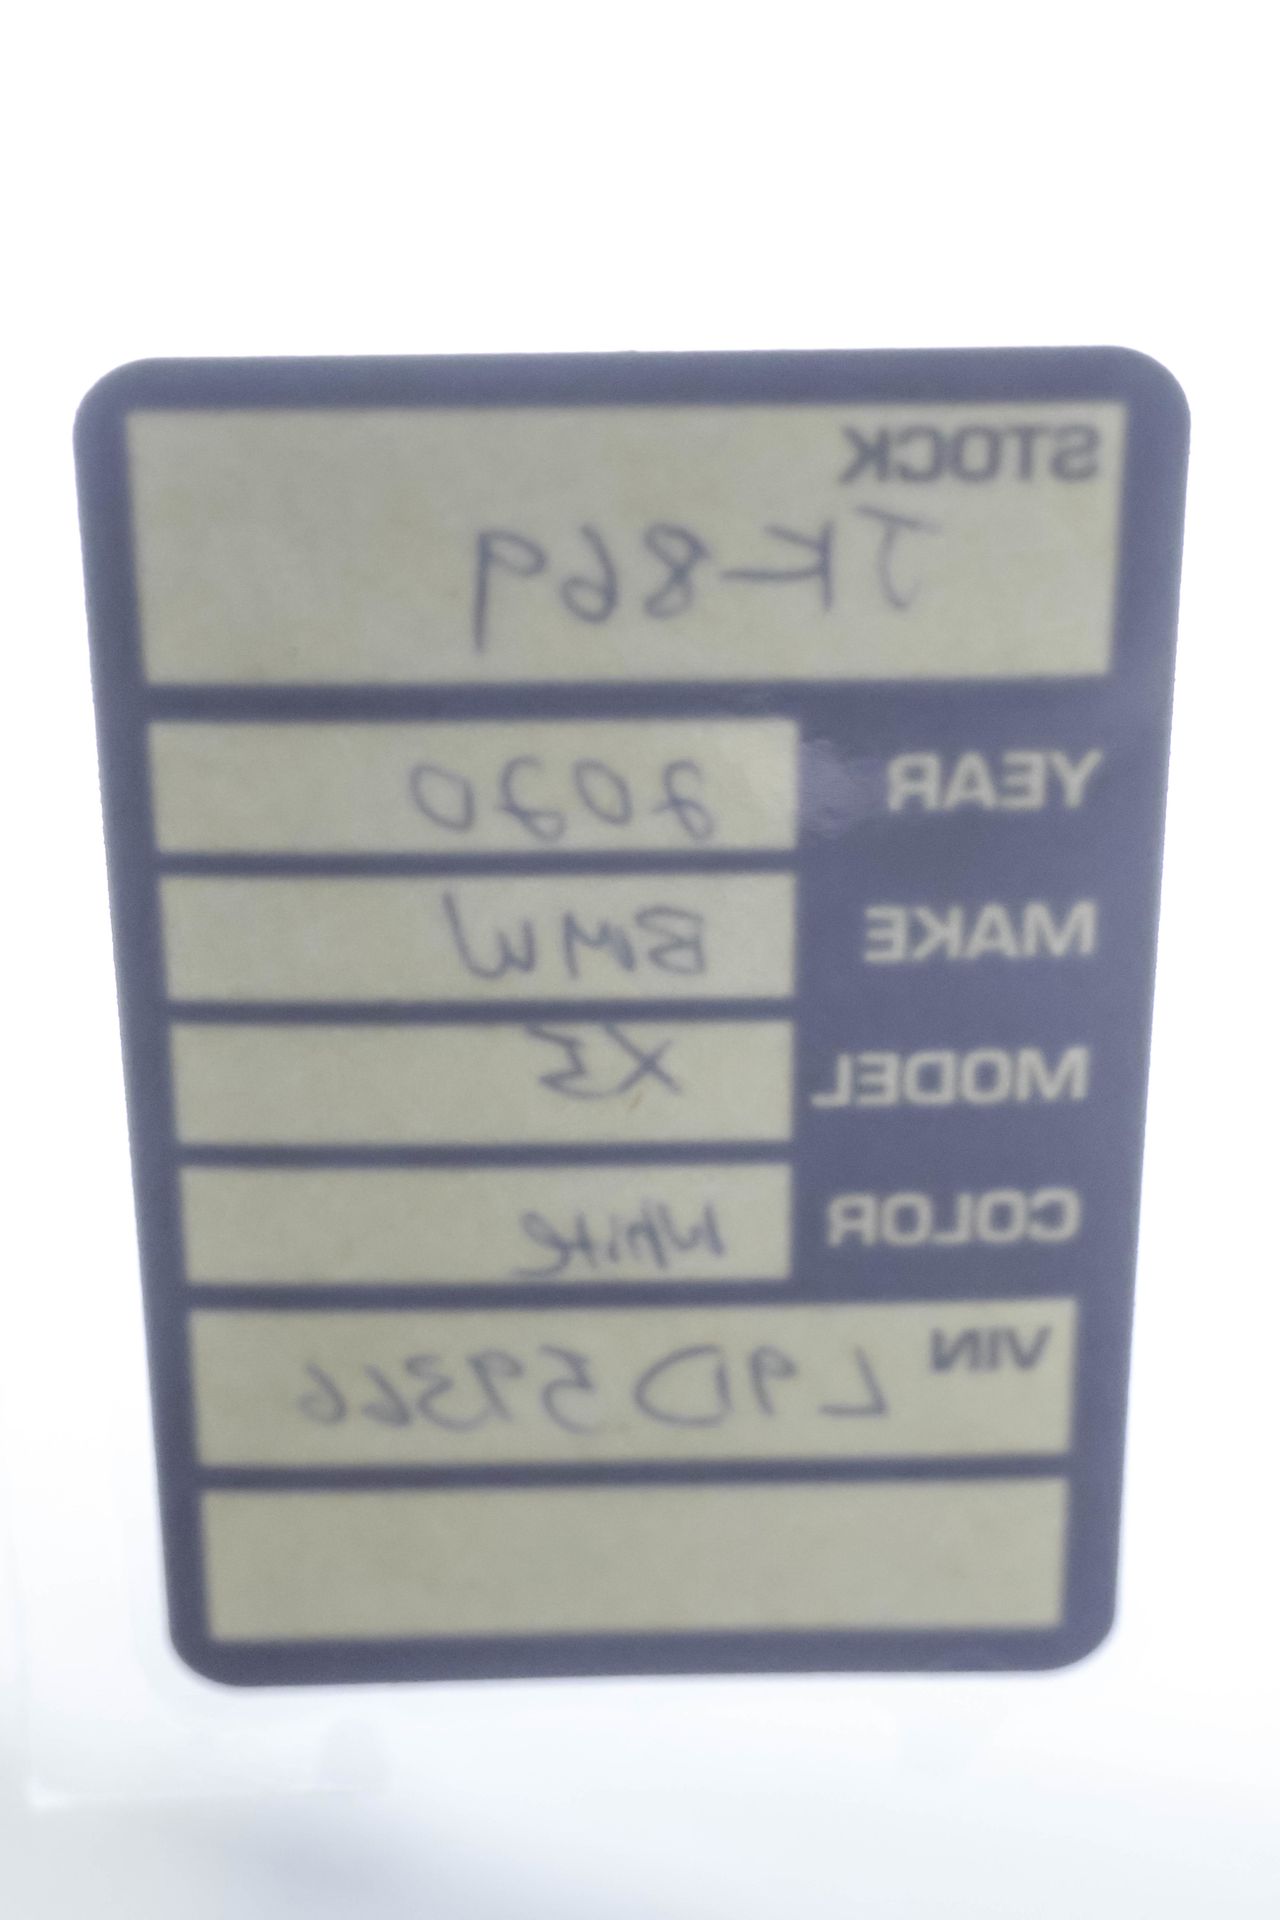 STOCK
JK-869
YEAR 2020
MAKE BMW
MODEL X3
COLOR White
VIN L9D59366